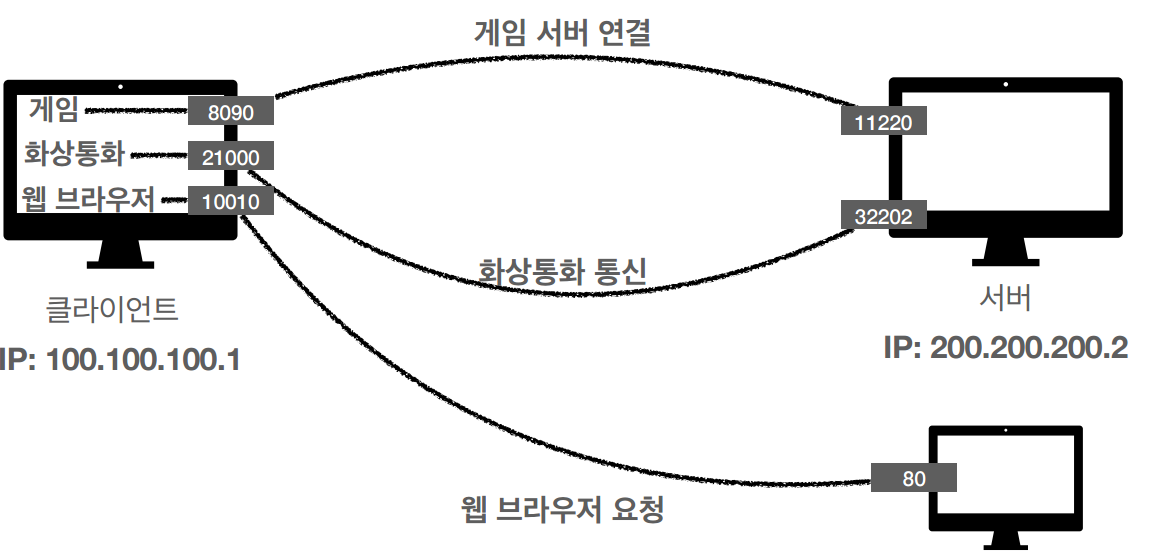 게임 서버 연결
게임
8090
11220
화상통화
21000
웹 브라우저
10010
32202
화상통화 통신
클라이언트
서버
IP: 100.100.100.1
IP: 200.200.200.2
80
웹 브라우저 요청